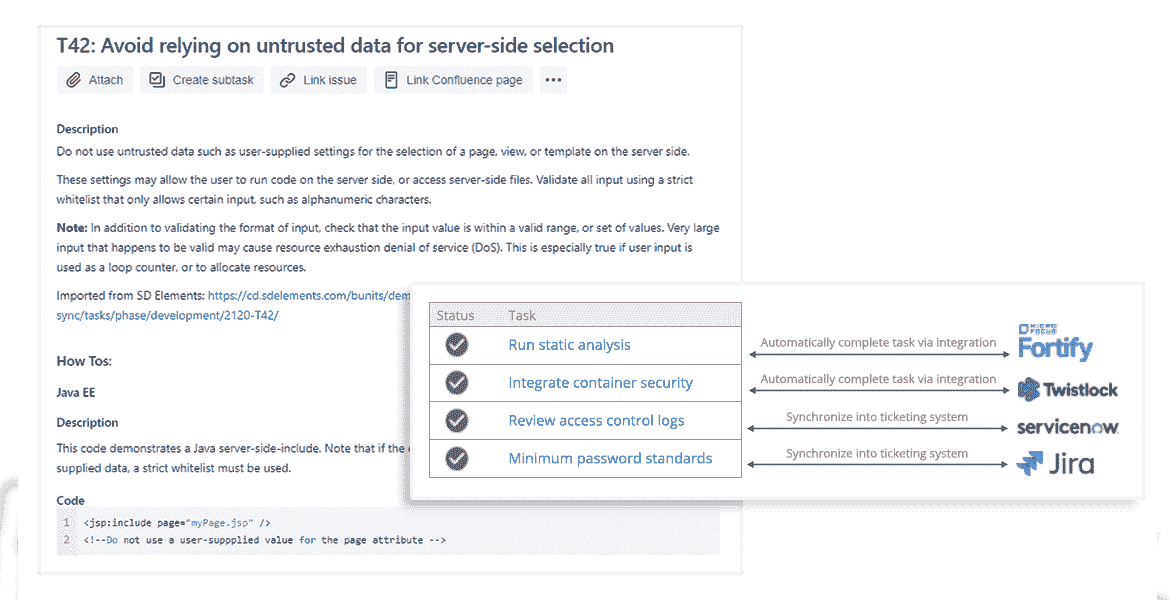 T42: Avoid relying on untrusted data for server-side selection
Attach Create subtask Link issue Link Confluence page •••
Description
Do not use untrusted data such as user-supplied settings for the selection of a page, view, or template on the server side.
These settings may allow the user to run code on the server side, or access server-side files. Validate all input using a strict
whitelist that only allows certain input, such as alphanumeric characters.
Note: In addition to validating the format of input, check that the input value is within a valid range, or set of values. Very large
input that happens to be valid may cause resource exhaustion denial of service (DoS). This is especially true if user input is
used as a loop counter, or to allocate resources.
Imported from SD Elements: https://cd.sdelements.com/bunits/
sync/tasks/phase/development/2120-T42/
How Tos:
Java EE
Description
This code demonstrates a Java server-side-include. Note that if the
supplied data, a strict whitelist must be used.
Code
1 <jsp:include page="myPage.jsp" />
2 <!--Do not use a user-suppplied value for the page attribute -->
Status Task
Run static analysis
Integrate container security
Review access control logs
Minimum password standards
Automatically complete task via integration
MICRO
FOCUS
Fortify
Automatically complete task via integration
Twistlock
Synchronize into ticketing system
servicenow
Synchronize into ticketing system
Jira